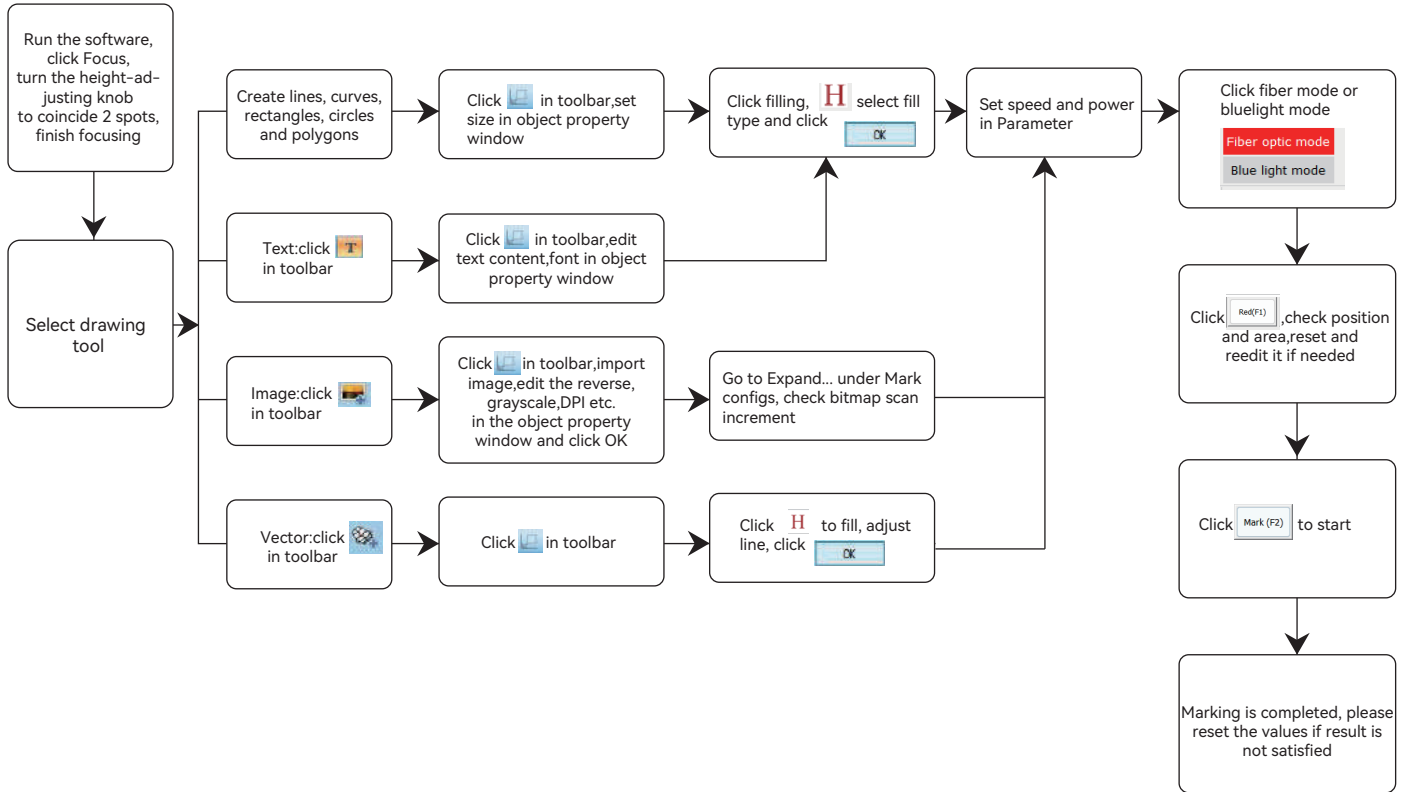 Run the software,
click Focus,
turn the height-ad-
justing knob
to coincide 2 spots,
finish focusing
Select drawing
tool
Create lines, curves,
rectangles, circles
and polygons
Click in toolbar,set
size in object property
window
Click filling, H select fill
type and click
OK
Set speed and power
in Parameter
Click fiber mode or
bluelight mode
Fiber optic mode
Blue light mode
Text:click T
in toolbar
Click in toolbar,edit
text content,font in object
property window
Image:click
in toolbar
Click in toolbar,import
image,edit the reverse,
grayscale,DPI etc.
in the object property
window and click OK
Go to Expand... under Mark
configs, check bitmap scan
increment
Vector:click
in toolbar
Click in toolbar
Click H to fill, adjust
line, click OK
Click Red(F1) ,check position
and area,reset and
reedit it if needed
Click Mark (F2) to start
Marking is completed, please
reset the values if result is
not satisfied